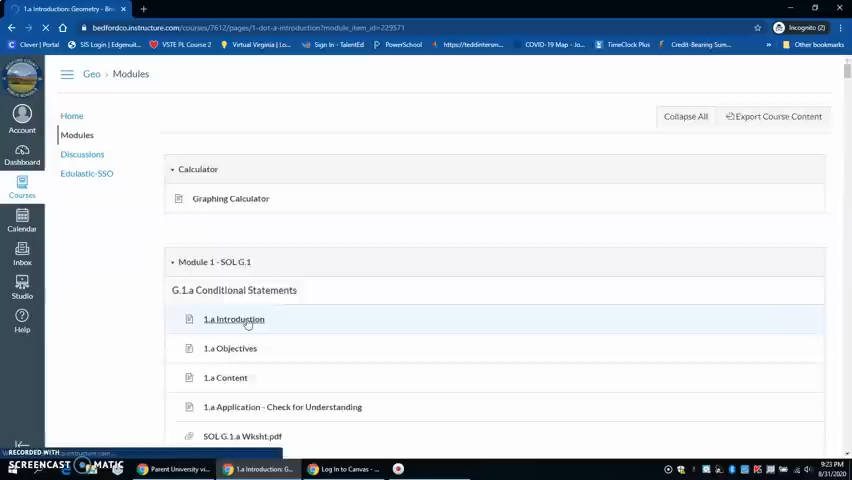 1.a Introduction: Geometry - B
bedfordco.instructure.com/courses/7612/pages/1-dot-a-introduction?module_item_id=229571
Incognito (2)
Clever | Portal
SIS Login | Edgenuit...
VSTE PL Course 2
Virtual Virginia | Lo...
Sign In - TalentEd
PowerSchool
https://teddintersm...
COVID-19 Map - Jo...
TimeClock Plus
Credit-Bearing Sum...
»
Other bookmarks
Geo › Modules
Account
Dashboard
Courses
Calendar
Inbox
Studio
Help
Home
Modules
Discussions
Edulastic-SSO
Collapse All
Export Course Content
Calculator
Graphing Calculator
Module 1 - SOL G.1
G.1.a Conditional Statements
1.a Introduction
1.a Objectives
1.a Content
1.a Application - Check for Understanding
SOL G.1.a Wksht.pdf
RECORDED WITH
SCREENCAST MATIC
Parent University vi...
1.a Introduction: G...
Log In to Canvas - ...
9:23 PM
8/31/2020